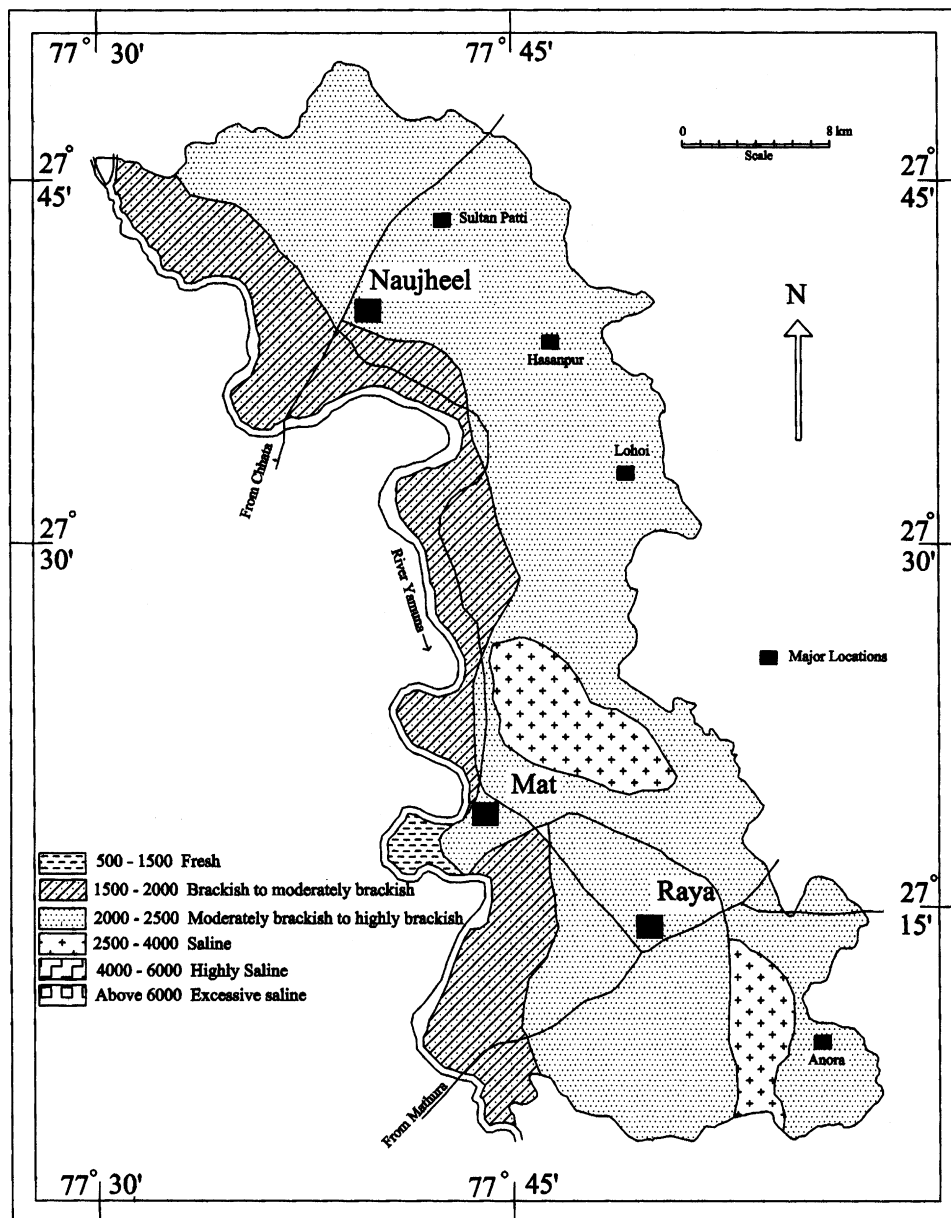 77° 30'
77° 45'
0 8 km
Scale
27° 45'
27° 45'
Sultan Patti
Naujheel
N
Hasanpur
Lohoi
From Chhata
27° 30'
27° 30'
River Yamuna
Major Locations
Mat
500 - 1500 Fresh
1500 - 2000 Brackish to moderately brackish
2000 - 2500 Moderately brackish to highly brackish
2500 - 4000 Saline
4000 - 6000 Highly Saline
Above 6000 Excessive saline
Raya
27° 15'
Anora
From Mathura
77° 30'
77° 45'